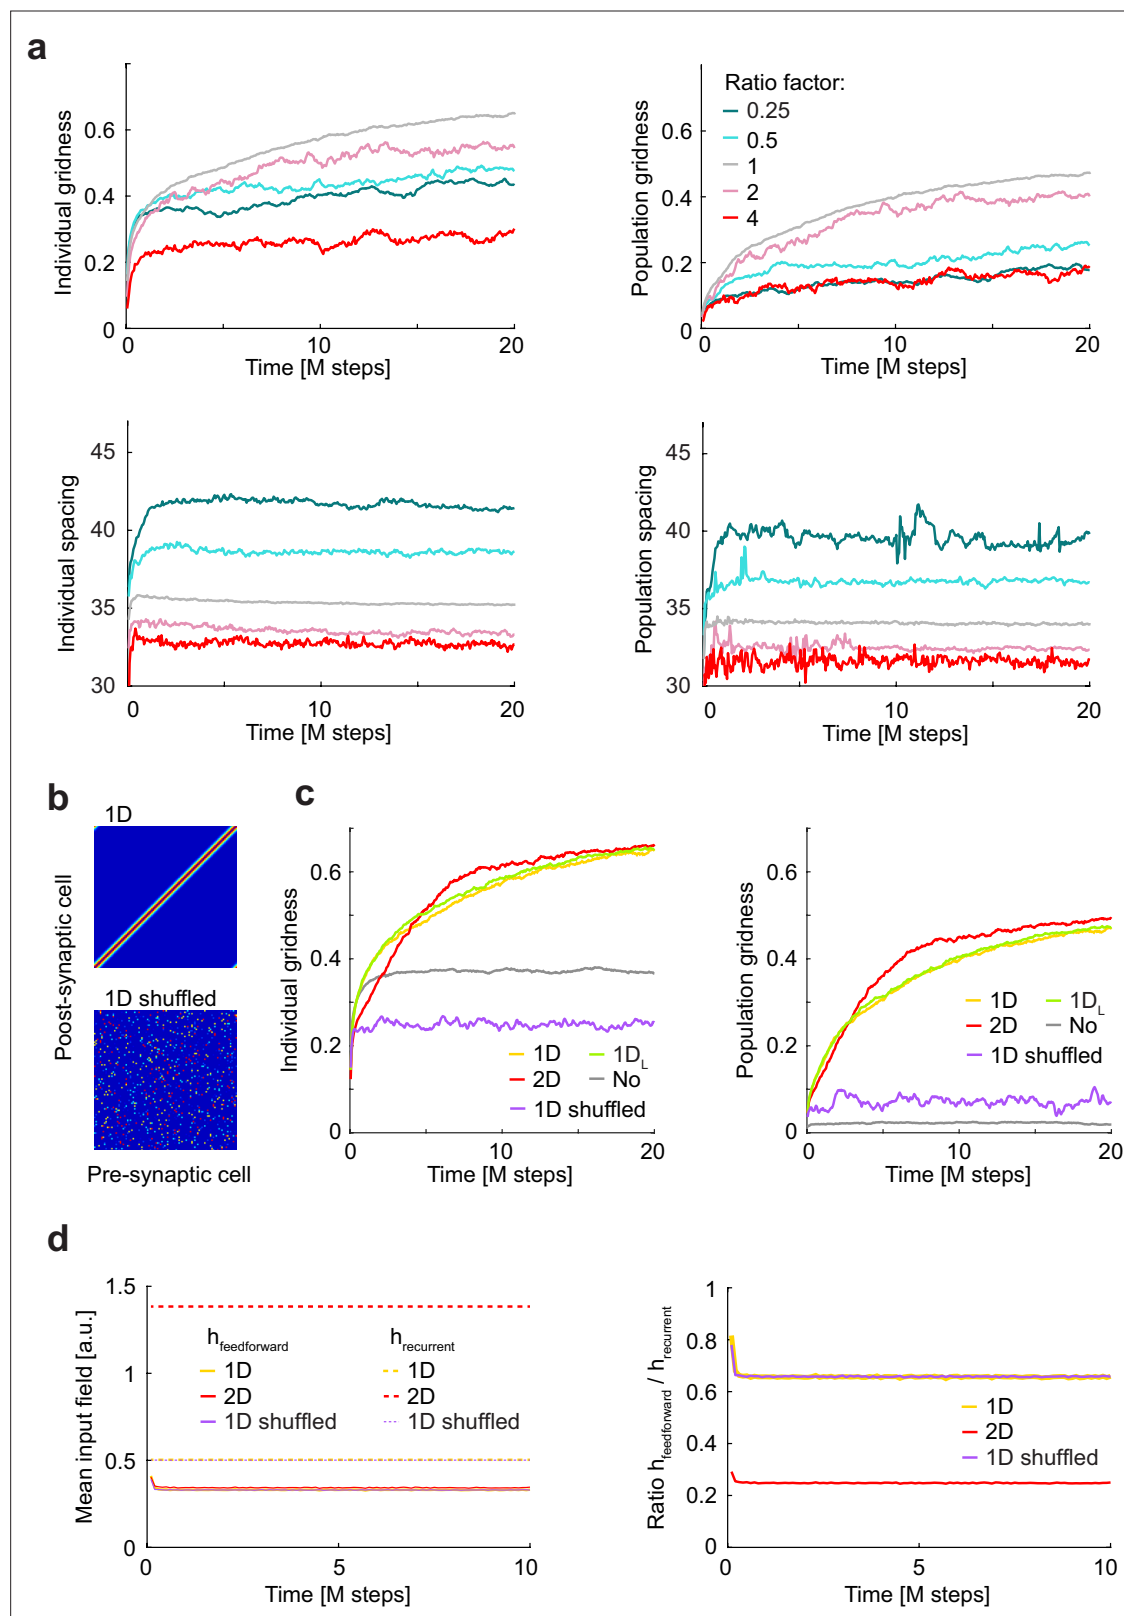 a
Individual gridness
0.6
0.4
0.2
0
0
10
20
Time [M steps]
Population gridness
0.6
0.4
0.2
0
0
10
20
Time [M steps]
Ratio factor:
0.25
0.5
1
2
4
Individual spacing
45
40
35
30
0
10
20
Time [M steps]
Population spacing
45
40
35
30
0
10
20
Time [M steps]
b
1D
1D shuffled
Poost-synaptic cell
Pre-synaptic cell
c
Individual gridness
0.6
0.4
0.2
0
0
10
20
Time [M steps]
1D
1D_L
2D
No
1D shuffled
Population gridness
0.6
0.4
0.2
0
0
10
20
Time [M steps]
1D
1D_L
2D
No
1D shuffled
d
Mean input field [a.u.]
1.5
1
0.5
0
0
5
10
Time [M steps]
h_feedforward
1D
2D
1D shuffled
h_recurrent
1D
2D
1D shuffled
Ratio h_feedforward / h_recurrent
1
0.8
0.6
0.4
0.2
0
0
5
10
Time [M steps]
1D
2D
1D shuffled